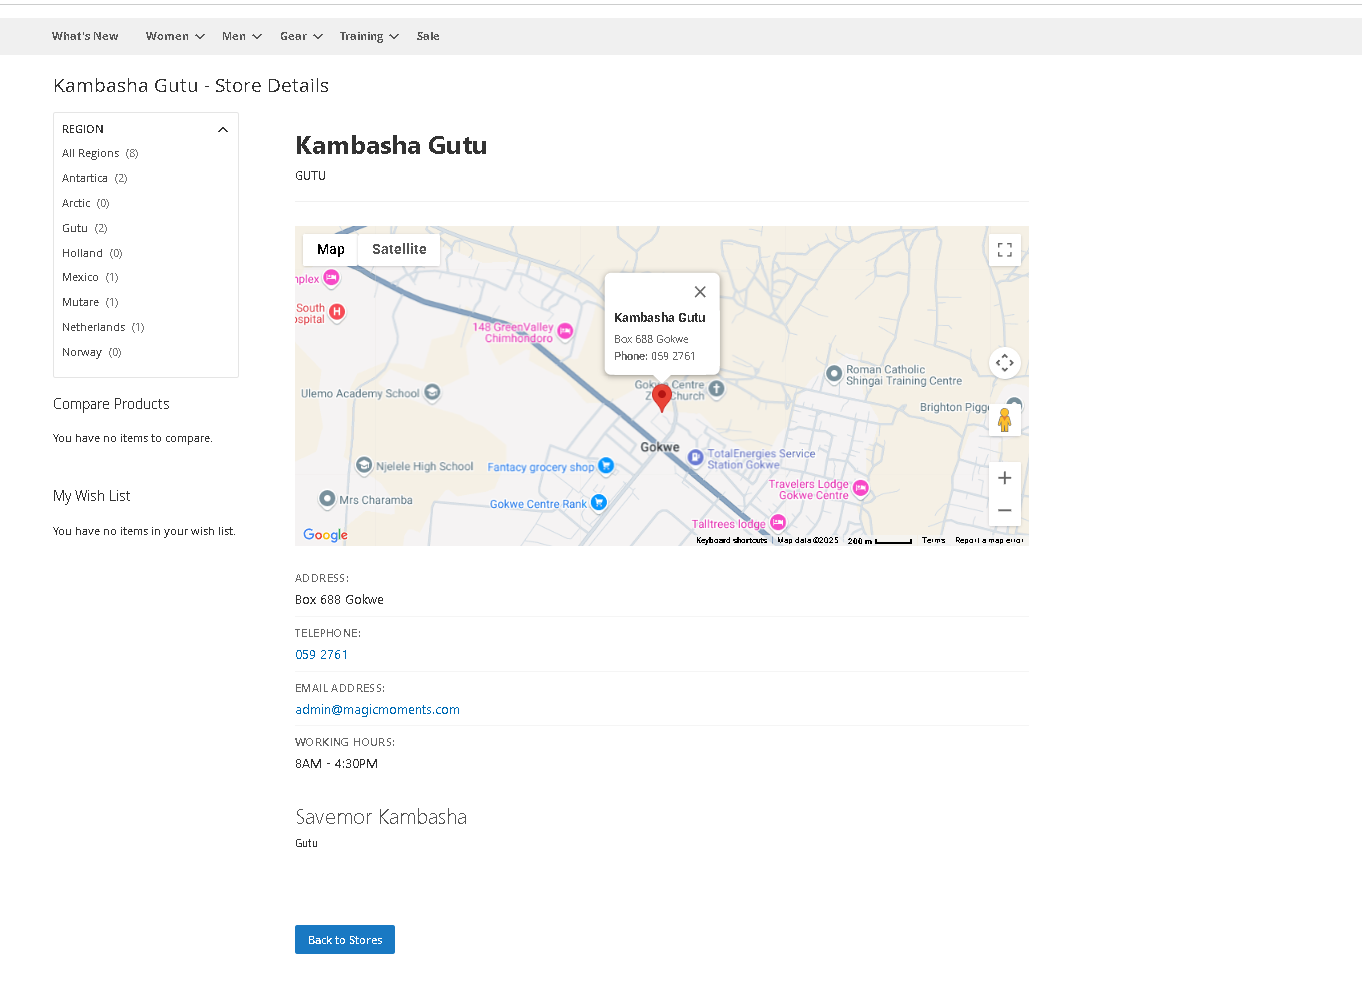 What's New Women Men Gear Training Sale
Kambasha Gutu - Store Details
REGION
All Regions (8)
Antartica (2)
Arctic (0)
Gutu (2)
Holland (0)
Mexico (1)
Mutare (1)
Netherlands (1)
Norway (0)
Compare Products
You have no items to compare.
My Wish List
You have no items in your wish list.
Kambasha Gutu
GUTU
Map Satellite
nplex
South
ospital
148 GreenValley
Chimhondoro
Kambasha Gutu
Box 688 Gokwe
Phone: 059 2761
Gokwe Centre
Church
Roman Catholic
Shingai Training Centre
Ulemo Academy School
Brighton Pigg
Gokwe
TotalEnergies Service
Station Gokwe
Njelele High School
Fantacy grocery shop
Travelers Lodge
Gokwe Centre
Mrs Charamba
Gokwe Centre Rank
Talltrees lodge
Google
Keyboard shortcuts Map data ©2025 200 m Terms Report a map error
ADDRESS:
Box 688 Gokwe
TELEPHONE:
059 2761
EMAIL ADDRESS:
admin@magicmoments.com
WORKING HOURS:
8AM - 4:30PM
Savemor Kambasha
Gutu
Back to Stores